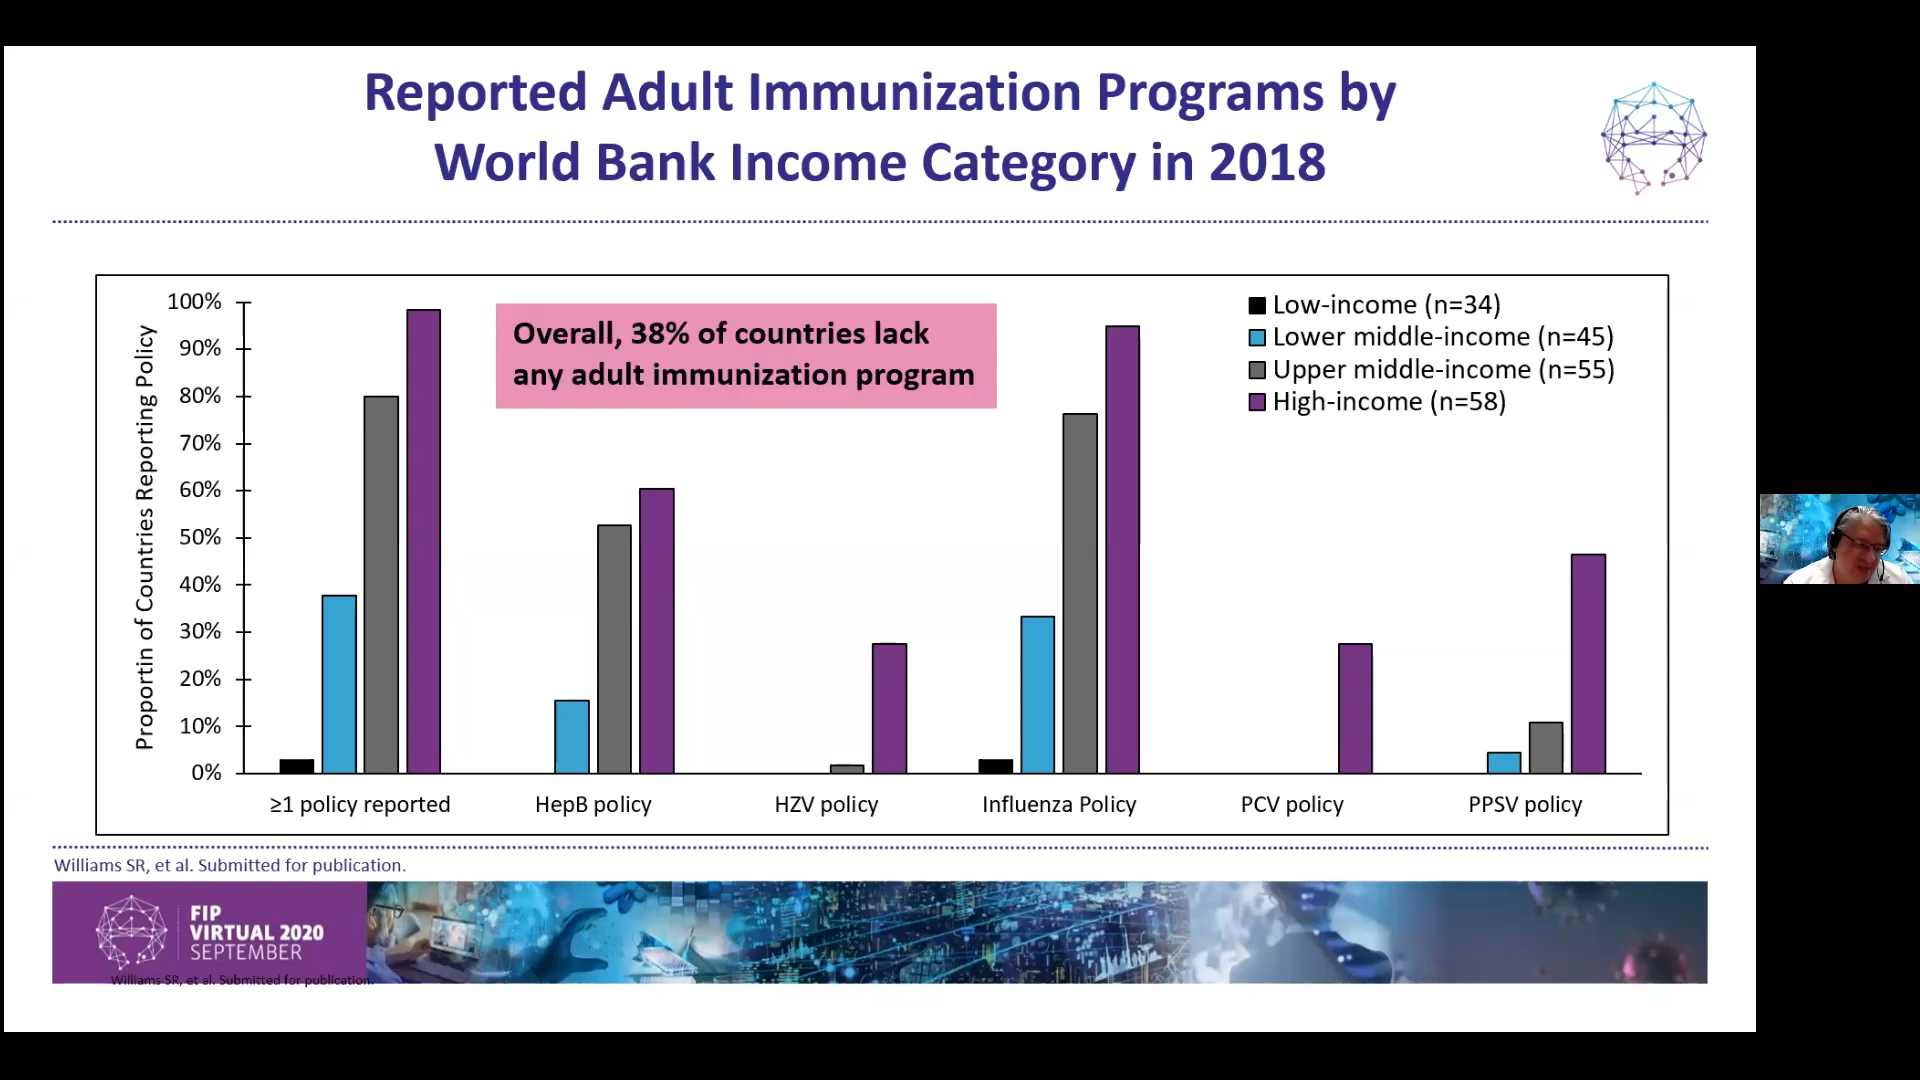 Reported Adult Immunization Programs by
World Bank Income Category in 2018
Proportin of Countries Reporting Policy
100%
90%
80%
70%
60%
50%
40%
30%
20%
10%
0%
Overall, 38% of countries lack
any adult immunization program
Low-income (n=34)
Lower middle-income (n=45)
Upper middle-income (n=55)
High-income (n=58)
≥1 policy reported
HepB policy
HZV policy
Influenza Policy
PCV policy
PPSV policy
Williams SR, et al. Submitted for publication.
FIP
VIRTUAL 2020
SEPTEMBER
Williams SR, et al. Submitted for publication.